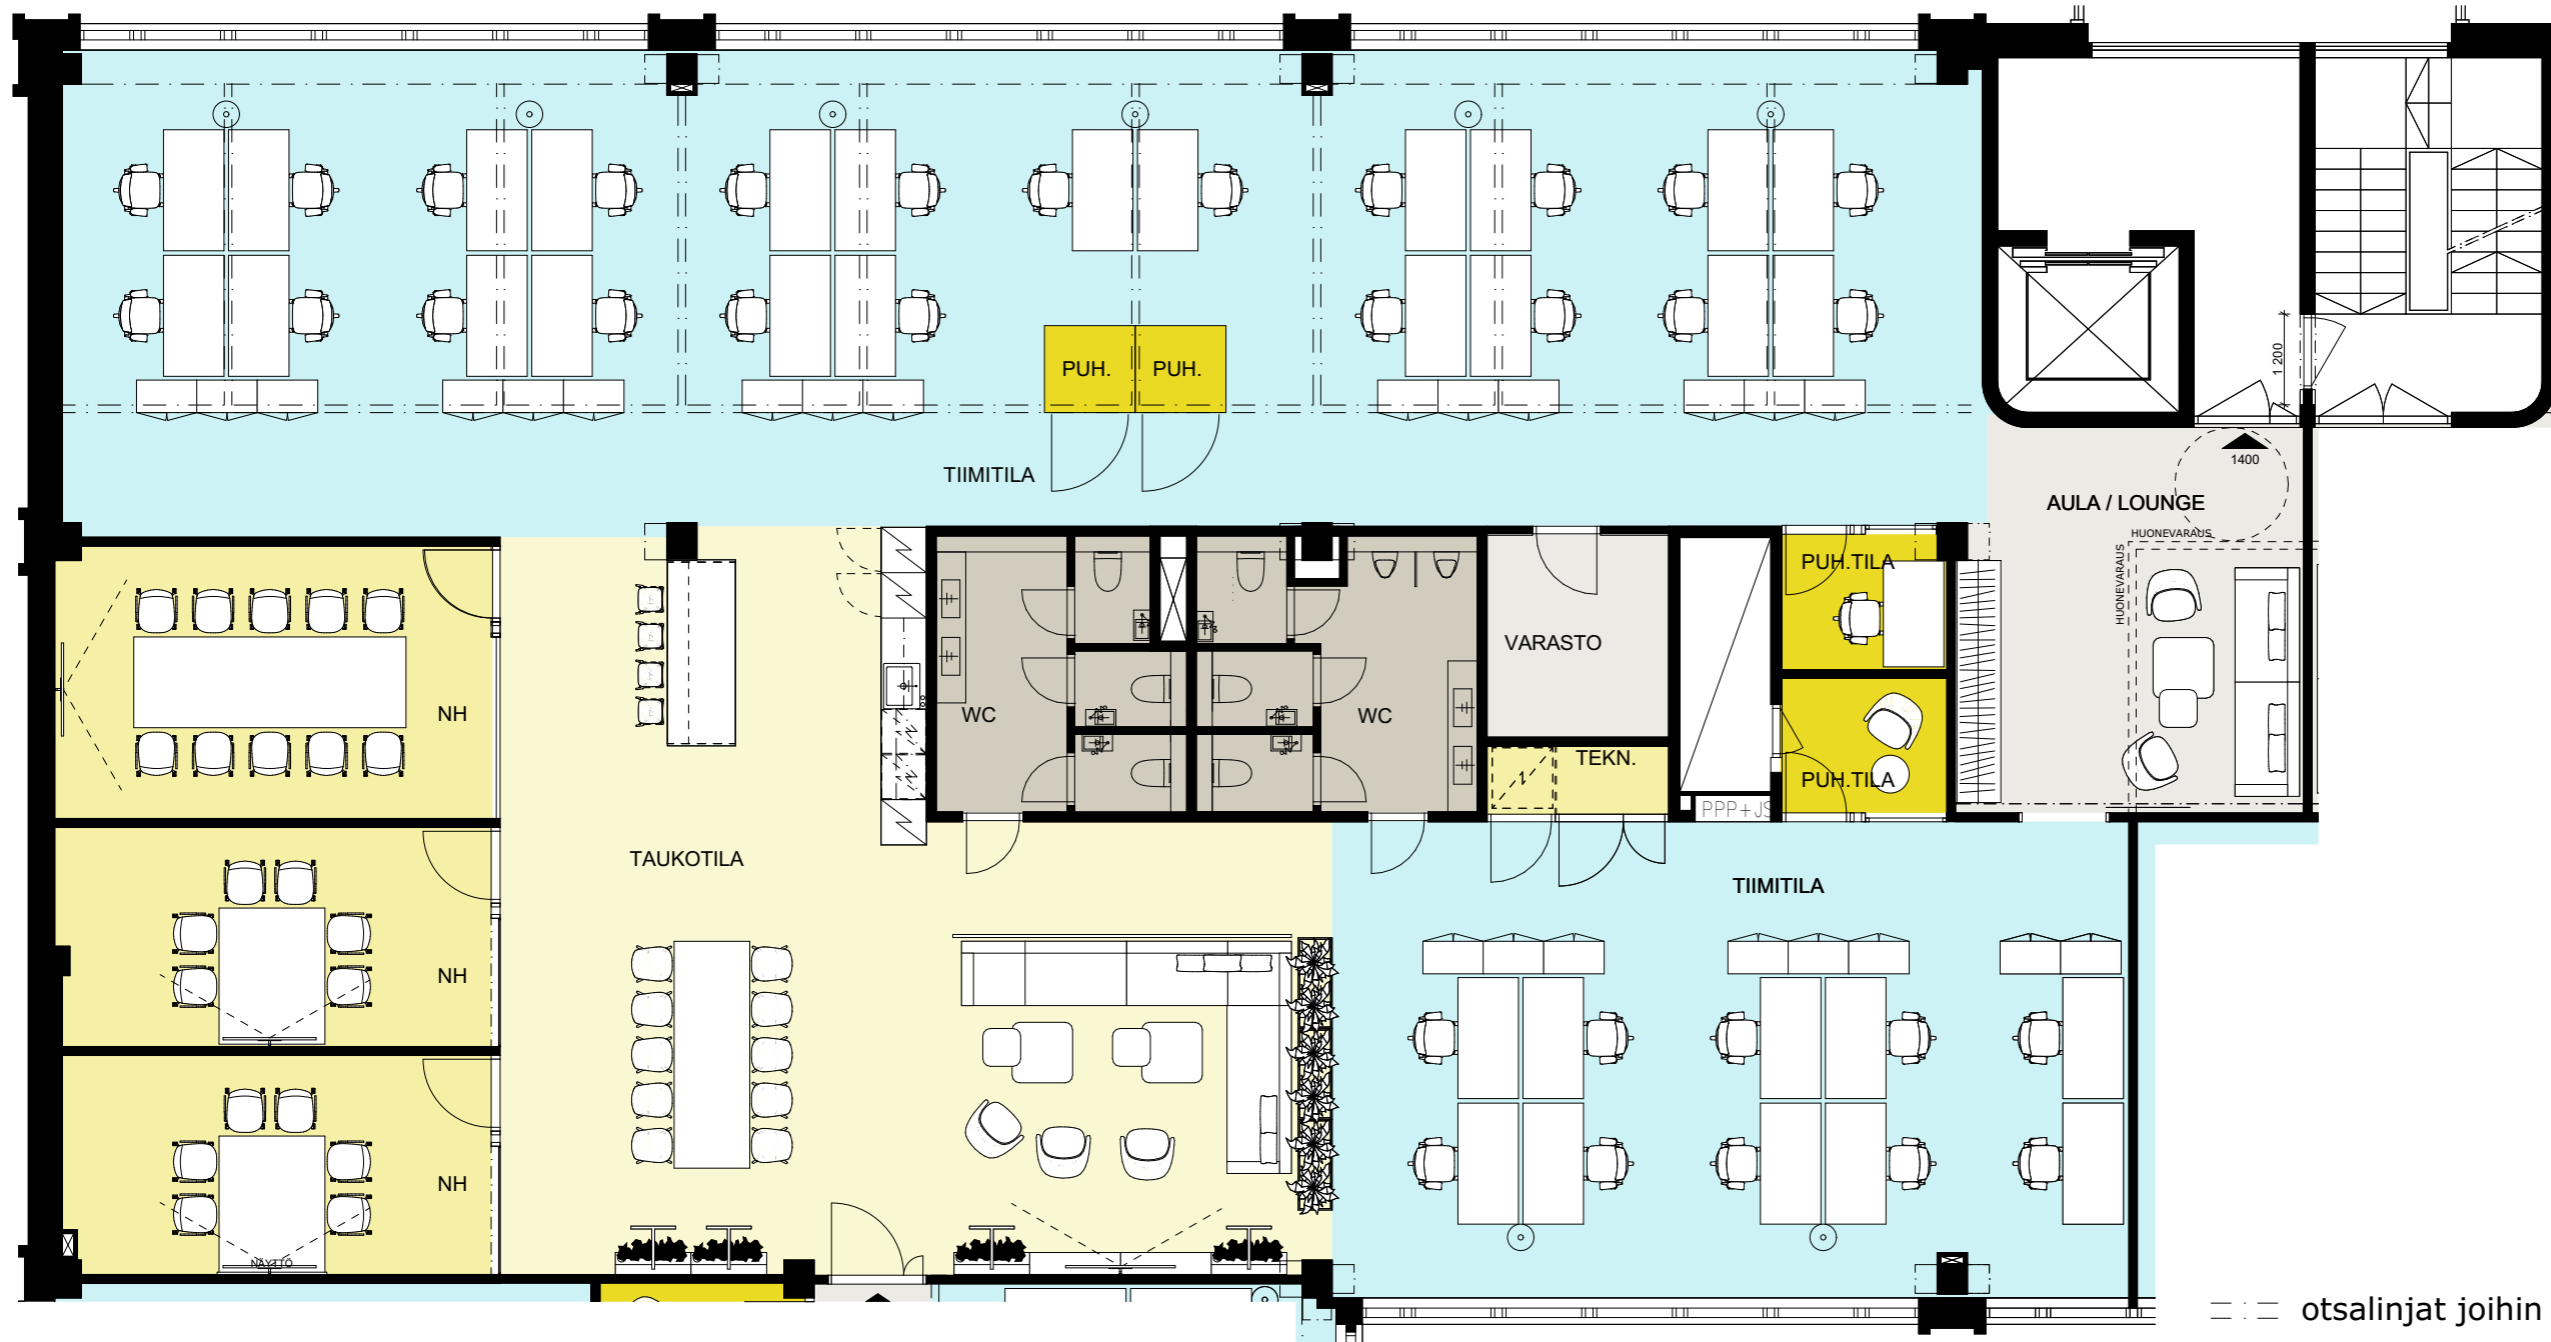 PUH.
PUH.
1 200
TIIMITILA
1400
AULA / LOUNGE
HUONEVARAUS
HUONEVARAUS
PUH.TILA
VARASTO
NH
WC
WC
TEKN.
PUH.TILA
PPP+JS
TAUKOTILA
TIIMITILA
NH
NH
NÄYTTÖ
otsalinjat joihin